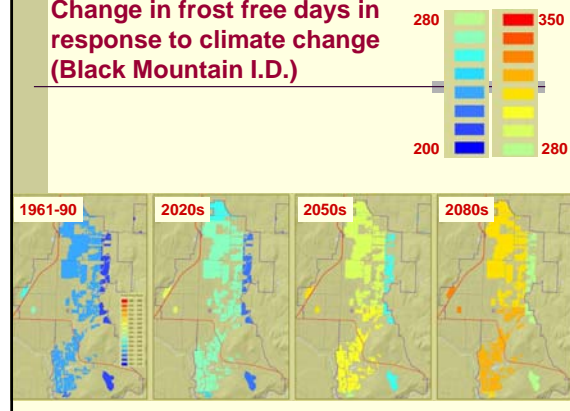 Change in frost free days in
response to climate change
(Black Mountain I.D.)
280
350
200
280
1961-90
2020s
2050s
2080s